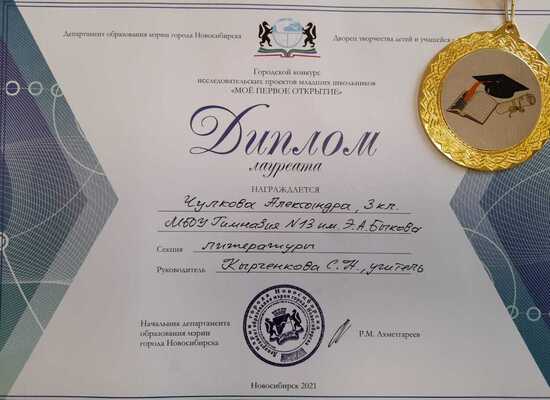 Департамент образования мэрии города Новосибирска
Дворец творчества детей и учащейся
Городской конкурс
исследовательских проектов младших школьников
«МОЁ ПЕРВОЕ ОТКРЫТИЕ»
Диплом
лауреата
НАГРАЖДАЕТСЯ
Чулкова Александра, 3 кл.
МБОУ Гимназия №13 им. Э.А.Быкова
Секция литературы
Руководитель Кырченкова С.Н., учитель
Начальник департамента
образования мэрии
города Новосибирска
Р.М. Ахметгареев
Новосибирск 2021